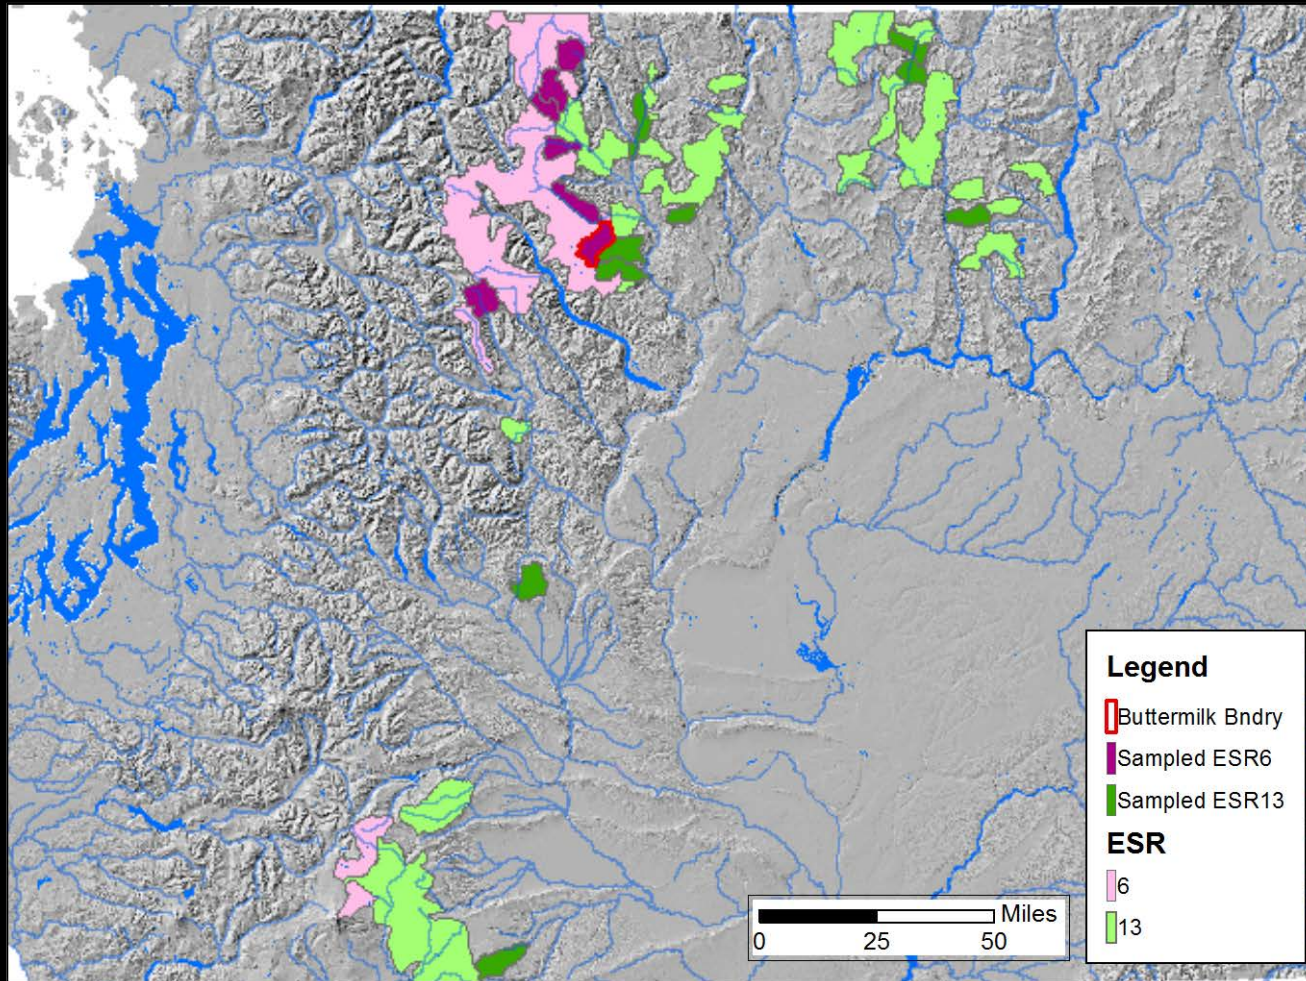 Legend
Buttermilk Bndry
Sampled ESR6
Sampled ESR13
ESR
6
13
Miles
0 25 50